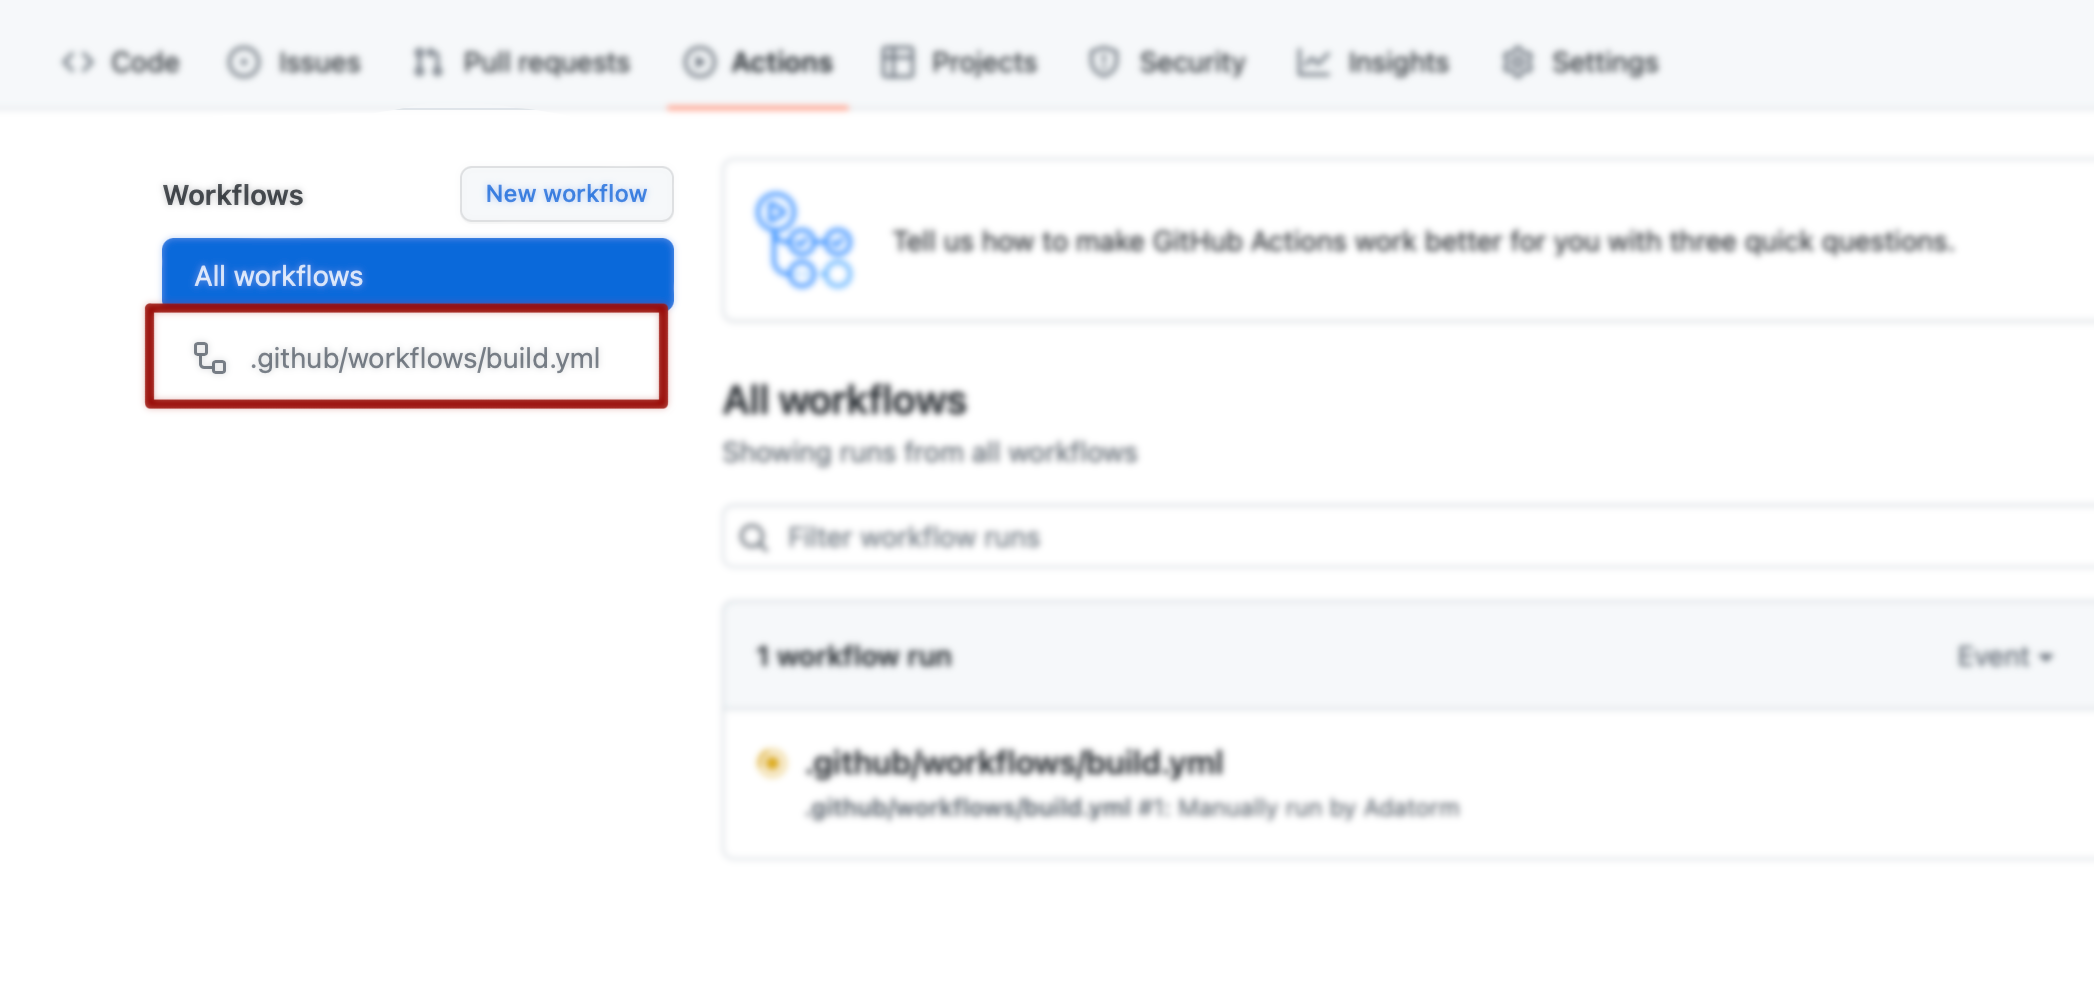 Code Issues Pull requests Actions Projects Security Insights Settings
Workflows
New workflow
All workflows
.github/workflows/build.yml
Tell us how to make GitHub Actions work better for you with three quick questions.
All workflows
Showing runs from all workflows
Filter workflow runs
1 workflow run
Event
.github/workflows/build.yml
.github/workflows/build.yml #1: Manually run by Adatorm